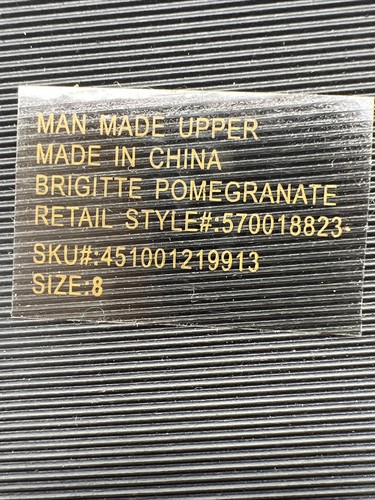 MAN MADE UPPER
MADE IN CHINA
BRIGITTE POMEGRANATE
RETAIL STYLE#:570018823-
SKU#:451001219913
SIZE:8